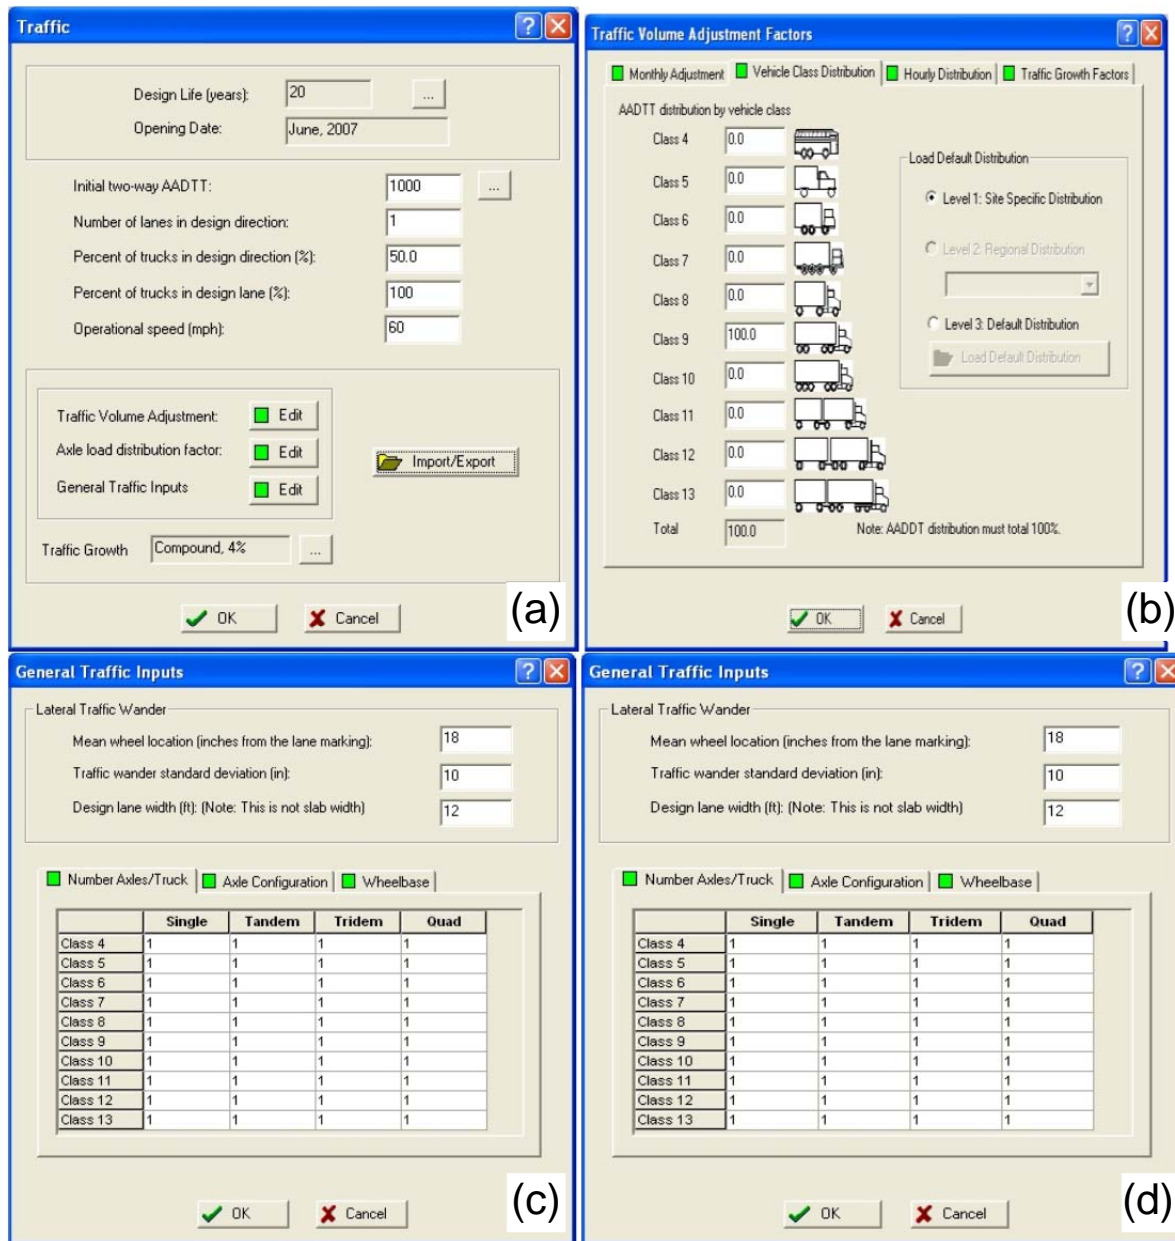 Traffic
Design Life (years): 20 ...
Opening Date: June, 2007
Initial two-way AADTT: 1000 ...
Number of lanes in design direction: 1
Percent of trucks in design direction (%): 50.0
Percent of trucks in design lane (%): 100
Operational speed (mph): 60
Traffic Volume Adjustment: Edit
Axle load distribution factor: Edit
General Traffic Inputs Edit
Import/Export
Traffic Growth Compound, 4% ...
OK Cancel
(a)
Traffic Volume Adjustment Factors
Monthly Adjustment Vehicle Class Distribution Hourly Distribution Traffic Growth Factors
AADTT distribution by vehicle class
Class 4 0.0
Class 5 0.0
Class 6 0.0
Class 7 0.0
Class 8 0.0
Class 9 100.0
Class 10 0.0
Class 11 0.0
Class 12 0.0
Class 13 0.0
Total 100.0
Note: AADDT distribution must total 100%.
Load Default Distribution
Level 1: Site Specific Distribution
Level 2: Regional Distribution
Level 3: Default Distribution
Load Default Distribution
OK Cancel
(b)
General Traffic Inputs
Lateral Traffic Wander
Mean wheel location (inches from the lane marking): 18
Traffic wander standard deviation (in): 10
Design lane width (ft): (Note: This is not slab width) 12
Number Axles/Truck Axle Configuration Wheelbase
Single Tandem Tridem Quad
Class 4 1 1 1 1
Class 5 1 1 1 1
Class 6 1 1 1 1
Class 7 1 1 1 1
Class 8 1 1 1 1
Class 9 1 1 1 1
Class 10 1 1 1 1
Class 11 1 1 1 1
Class 12 1 1 1 1
Class 13 1 1 1 1
OK Cancel
(c)
General Traffic Inputs
Lateral Traffic Wander
Mean wheel location (inches from the lane marking): 18
Traffic wander standard deviation (in): 10
Design lane width (ft): (Note: This is not slab width) 12
Number Axles/Truck Axle Configuration Wheelbase
Single Tandem Tridem Quad
Class 4 1 1 1 1
Class 5 1 1 1 1
Class 6 1 1 1 1
Class 7 1 1 1 1
Class 8 1 1 1 1
Class 9 1 1 1 1
Class 10 1 1 1 1
Class 11 1 1 1 1
Class 12 1 1 1 1
Class 13 1 1 1 1
OK Cancel
(d)